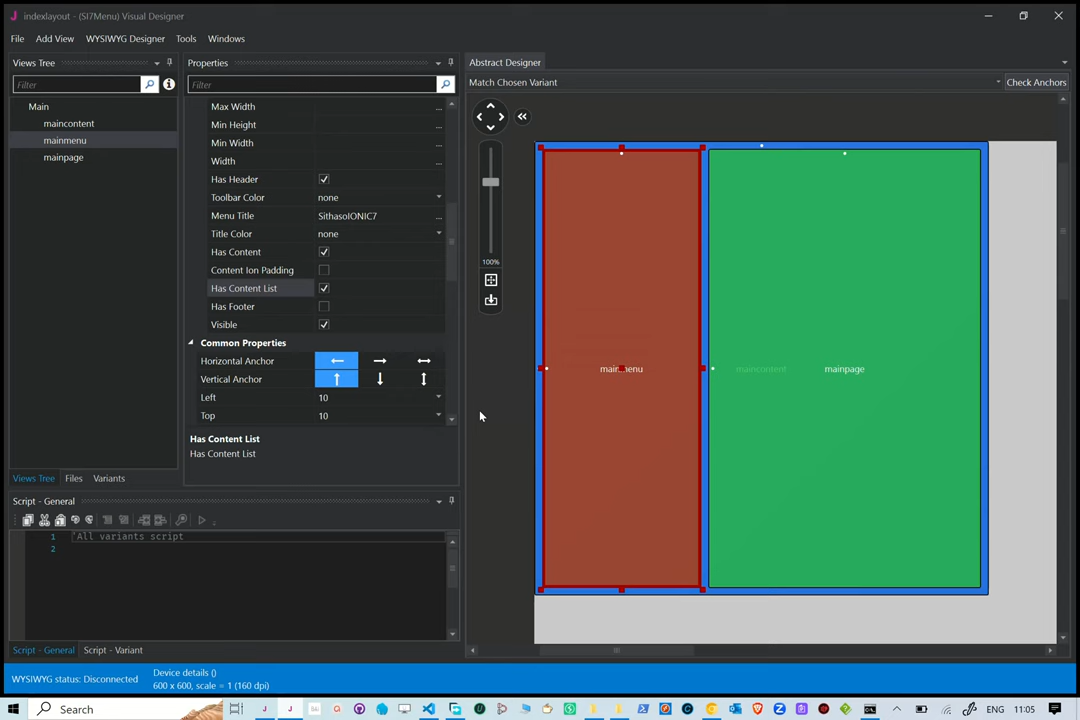 indexlayout - (SI7Menu) Visual Designer
File Add View WYSIWYG Designer Tools Windows
Views Tree
Filter
Main
maincontent
mainmenu
mainpage
Views Tree Files Variants
Properties
Filter
Max Width ...
Min Height ...
Min Width ...
Width ...
Has Header
Toolbar Color none
Menu Title SithasoIONIC7 ...
Title Color none
Has Content
Content Ion Padding
Has Content List
Has Footer
Visible
Common Properties
Horizontal Anchor
Vertical Anchor
Left 10
Top 10
Has Content List
Has Content List
Script - General
1 'All variants script
2
Script - General Script - Variant
Abstract Designer
Match Chosen Variant Check Anchors
100%
mainmenu maincontent mainpage
WYSIWYG status: Disconnected
Device details ()
600 x 600, scale = 1 (160 dpi)
Search
ENG 11:05